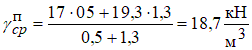 γ_ср^п = (17·05 + 19,3·1,3) / (0,5 + 1,3) = 18,7 кН/м³